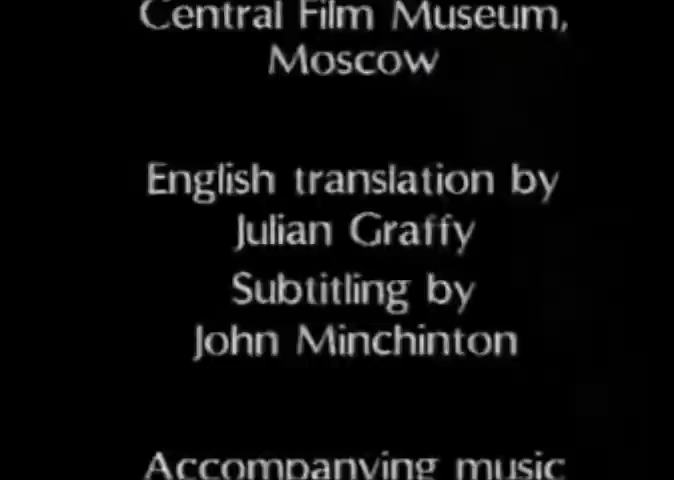 Central Film Museum,
Moscow
English translation by
Julian Graffy
Subtitling by
John Minchinton
Accompanying music